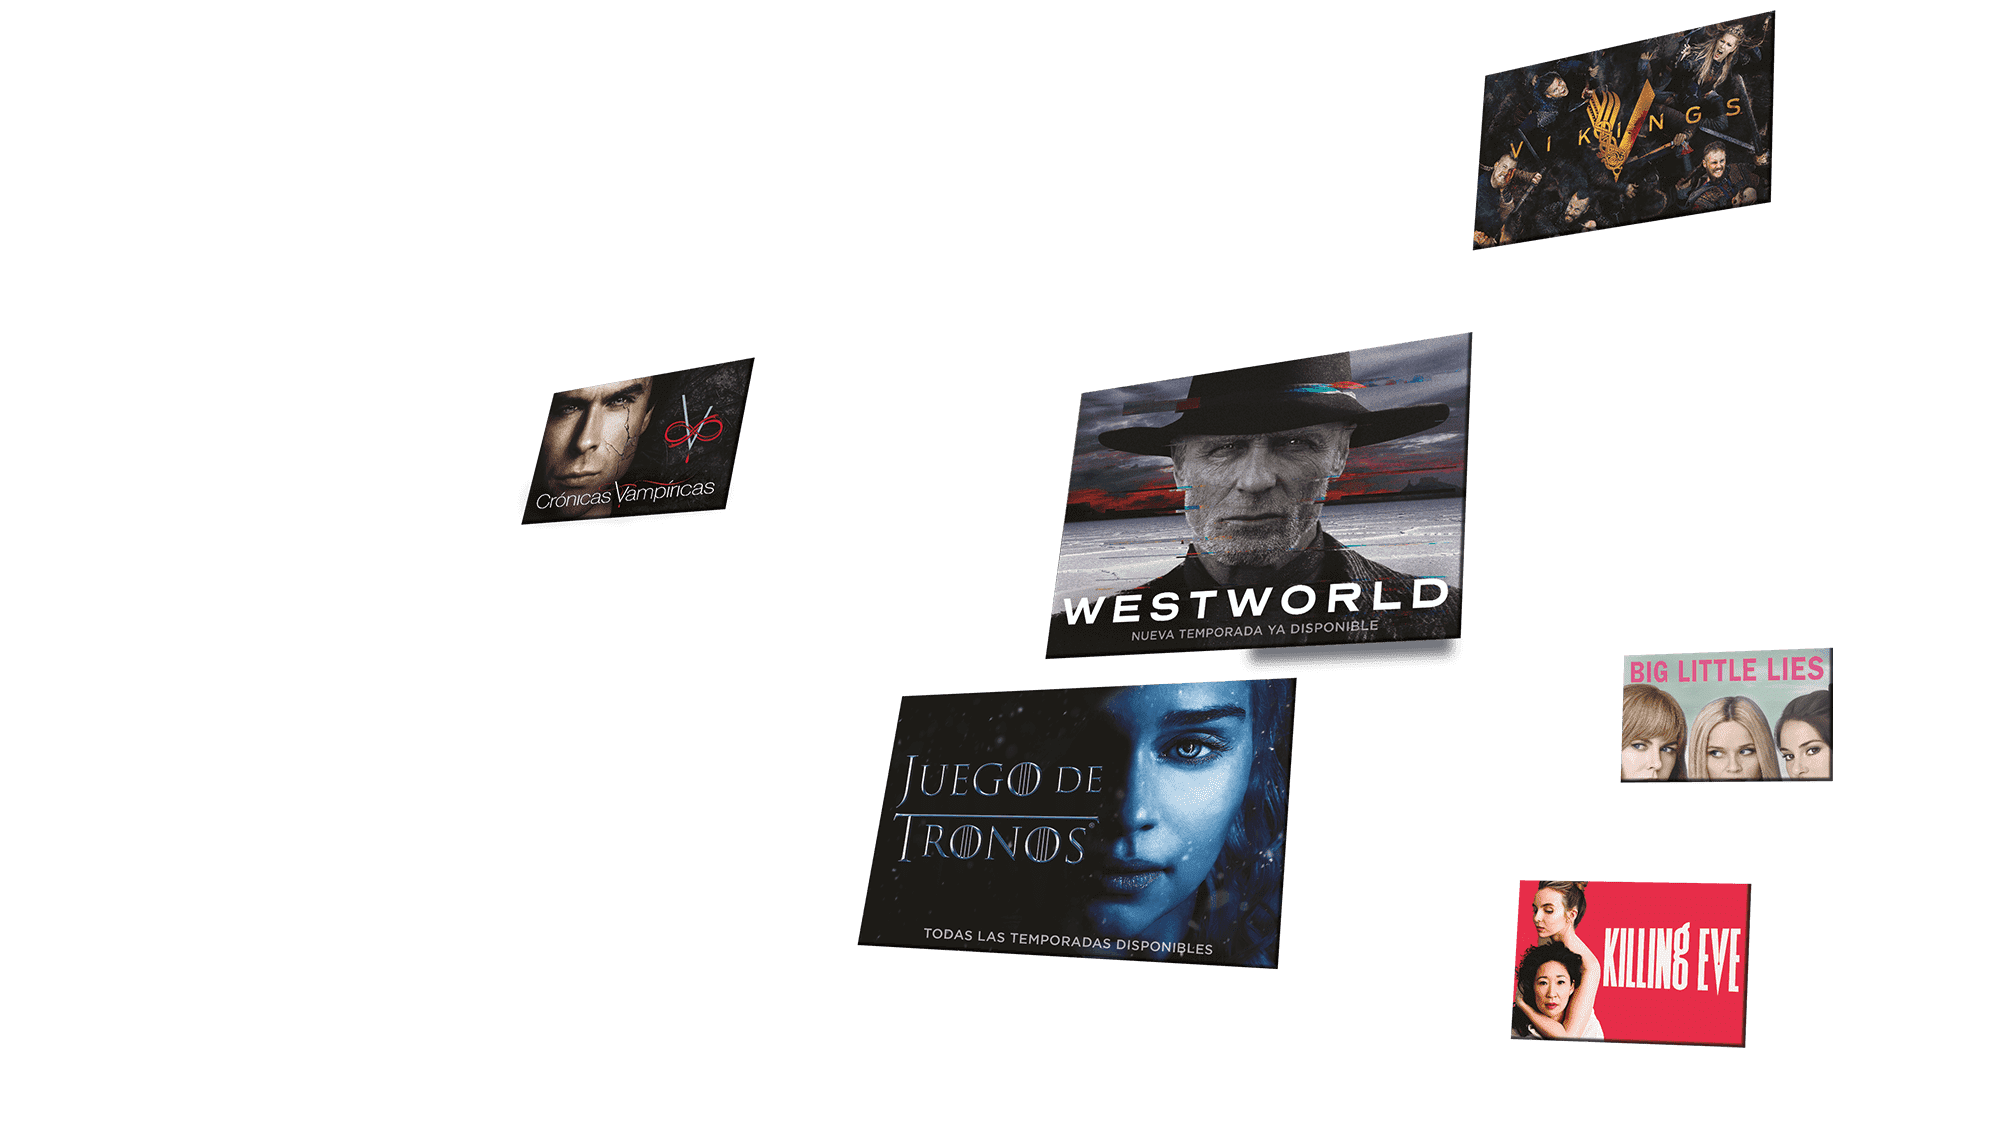 VIKINGS
Crónicas Vampíricas
WESTWORLD
NUEVA TEMPORADA YA DISPONIBLE
BIG LITTLE LIES
JUEGO DE
TRONOS
TODAS LAS TEMPORADAS DISPONIBLES
KILLING EVE